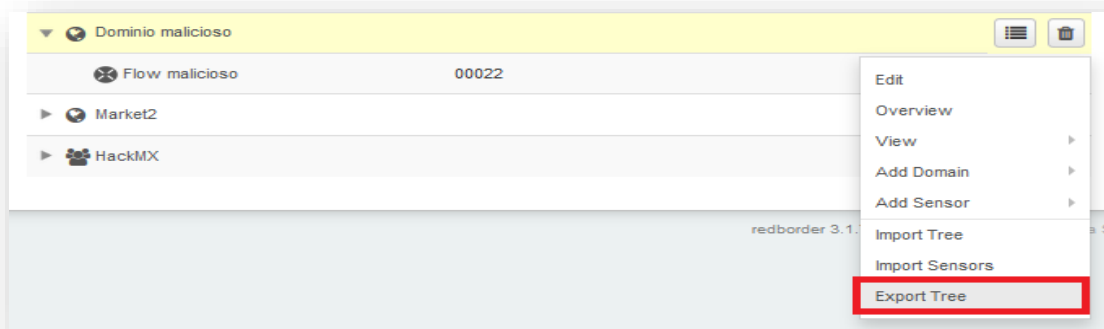 Dominio malicioso
Flow malicioso 00022
Market2
HackMX
Edit
Overview
View
Add Domain
Add Sensor
Import Tree
Import Sensors
Export Tree
redborder 3.1.